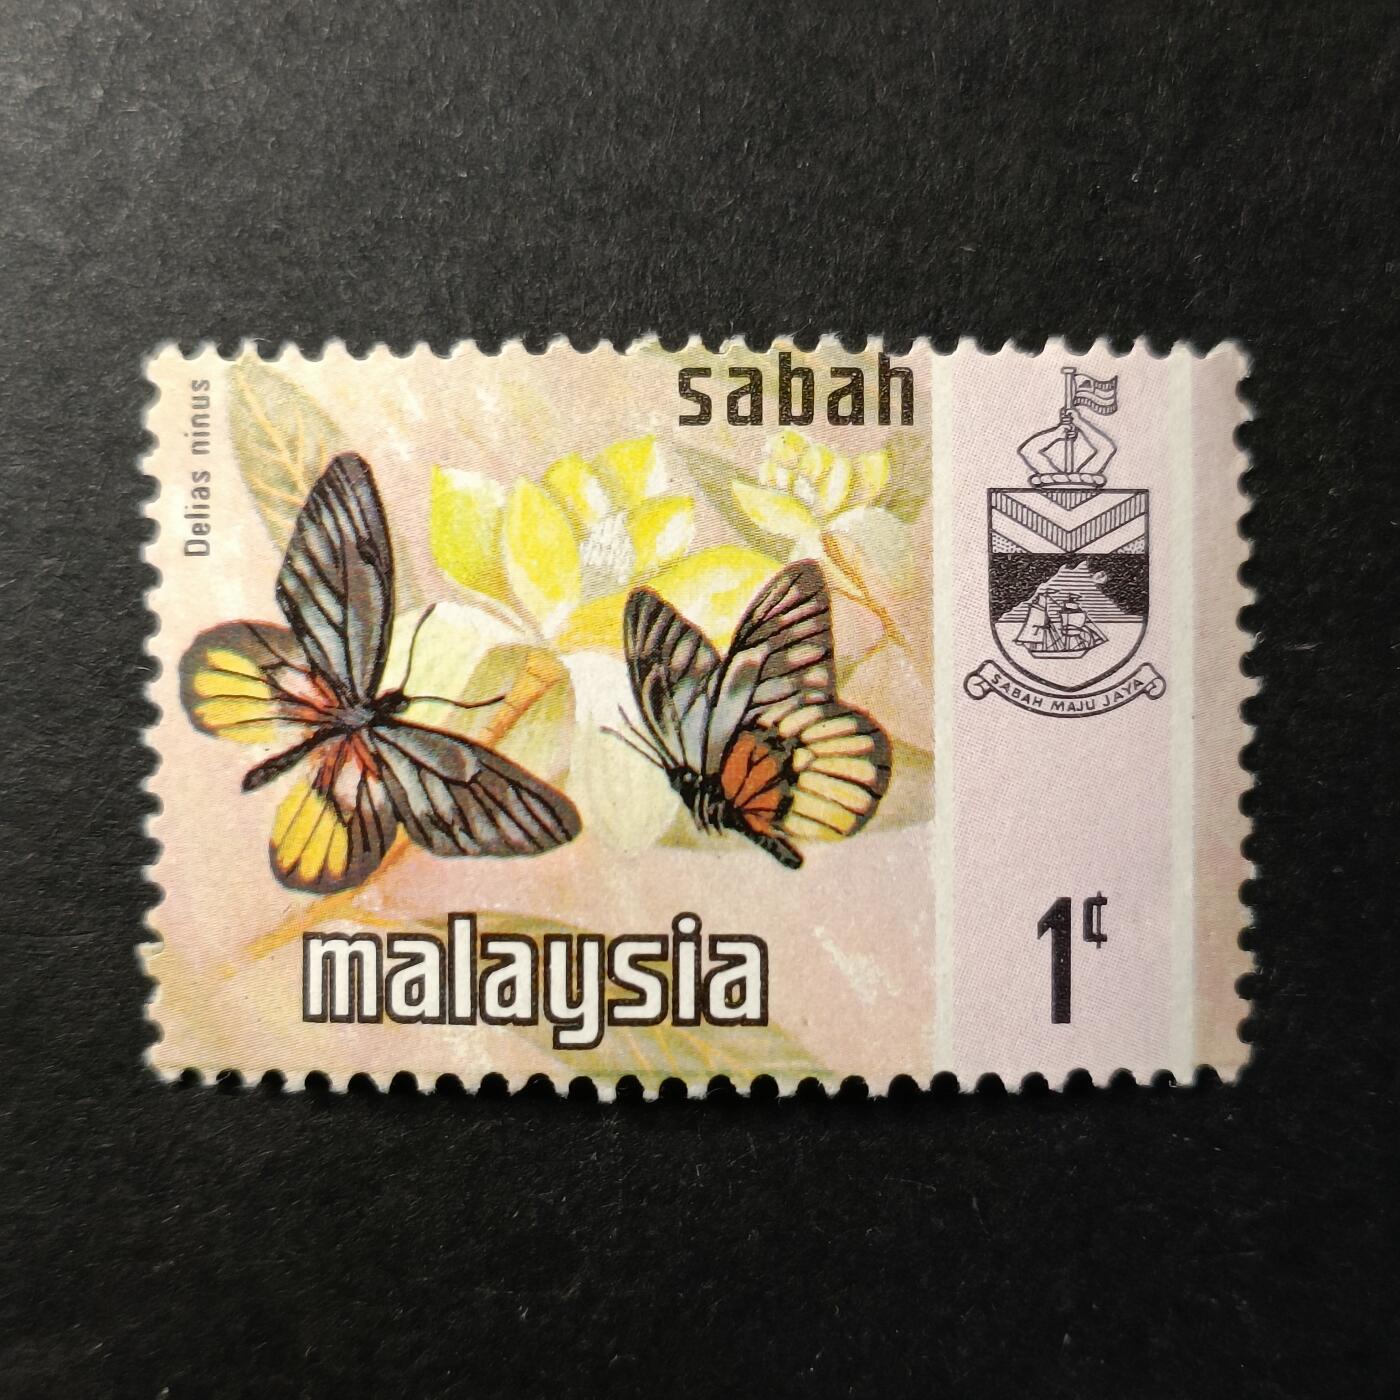 Delias ninus
sabah
SABAH MAJU JAYA
malaysia
1¢